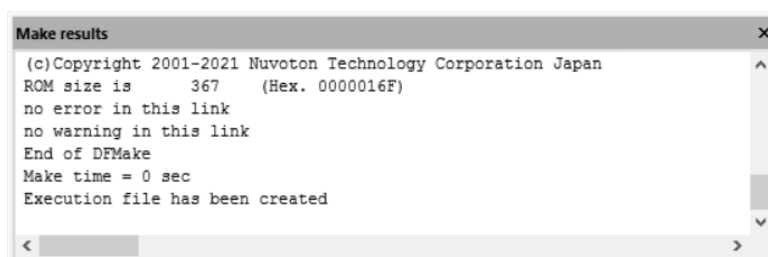 Make results
(c)Copyright 2001-2021 Nuvoton Technology Corporation Japan
ROM size is 367 (Hex. 0000016F)
no error in this link
no warning in this link
End of DFMake
Make time = 0 sec
Execution file has been created